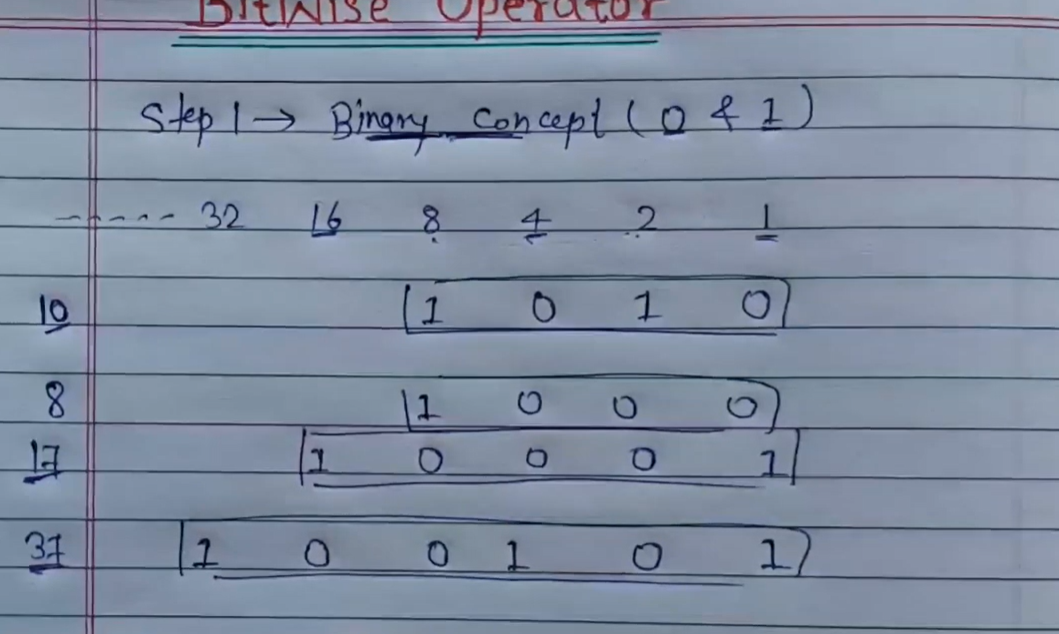 Bitwise Operator
Step 1 → Binary Concept ( 0 & 1 )
------ 32 16 8 4 2 1
10 1 0 1 0
8 1 0 0 0
17 1 0 0 0 1
37 1 0 0 1 0 1